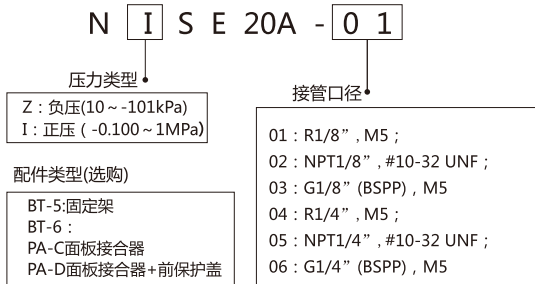 N I S E 20A - 0 1
压力类型
Z：负压(10～-101kPa)
I：正压（-0.100～1MPa)
配件类型(选购)
BT-5:固定架
BT-6：
PA-C面板接合器
PA-D面板接合器+前保护盖
接管口径
01：R1/8”, M5；
02：NPT1/8”, #10-32 UNF；
03：G1/8” (BSPP) , M5
04：R1/4”, M5；
05：NPT1/4”, #10-32 UNF；
06：G1/4” (BSPP) , M5